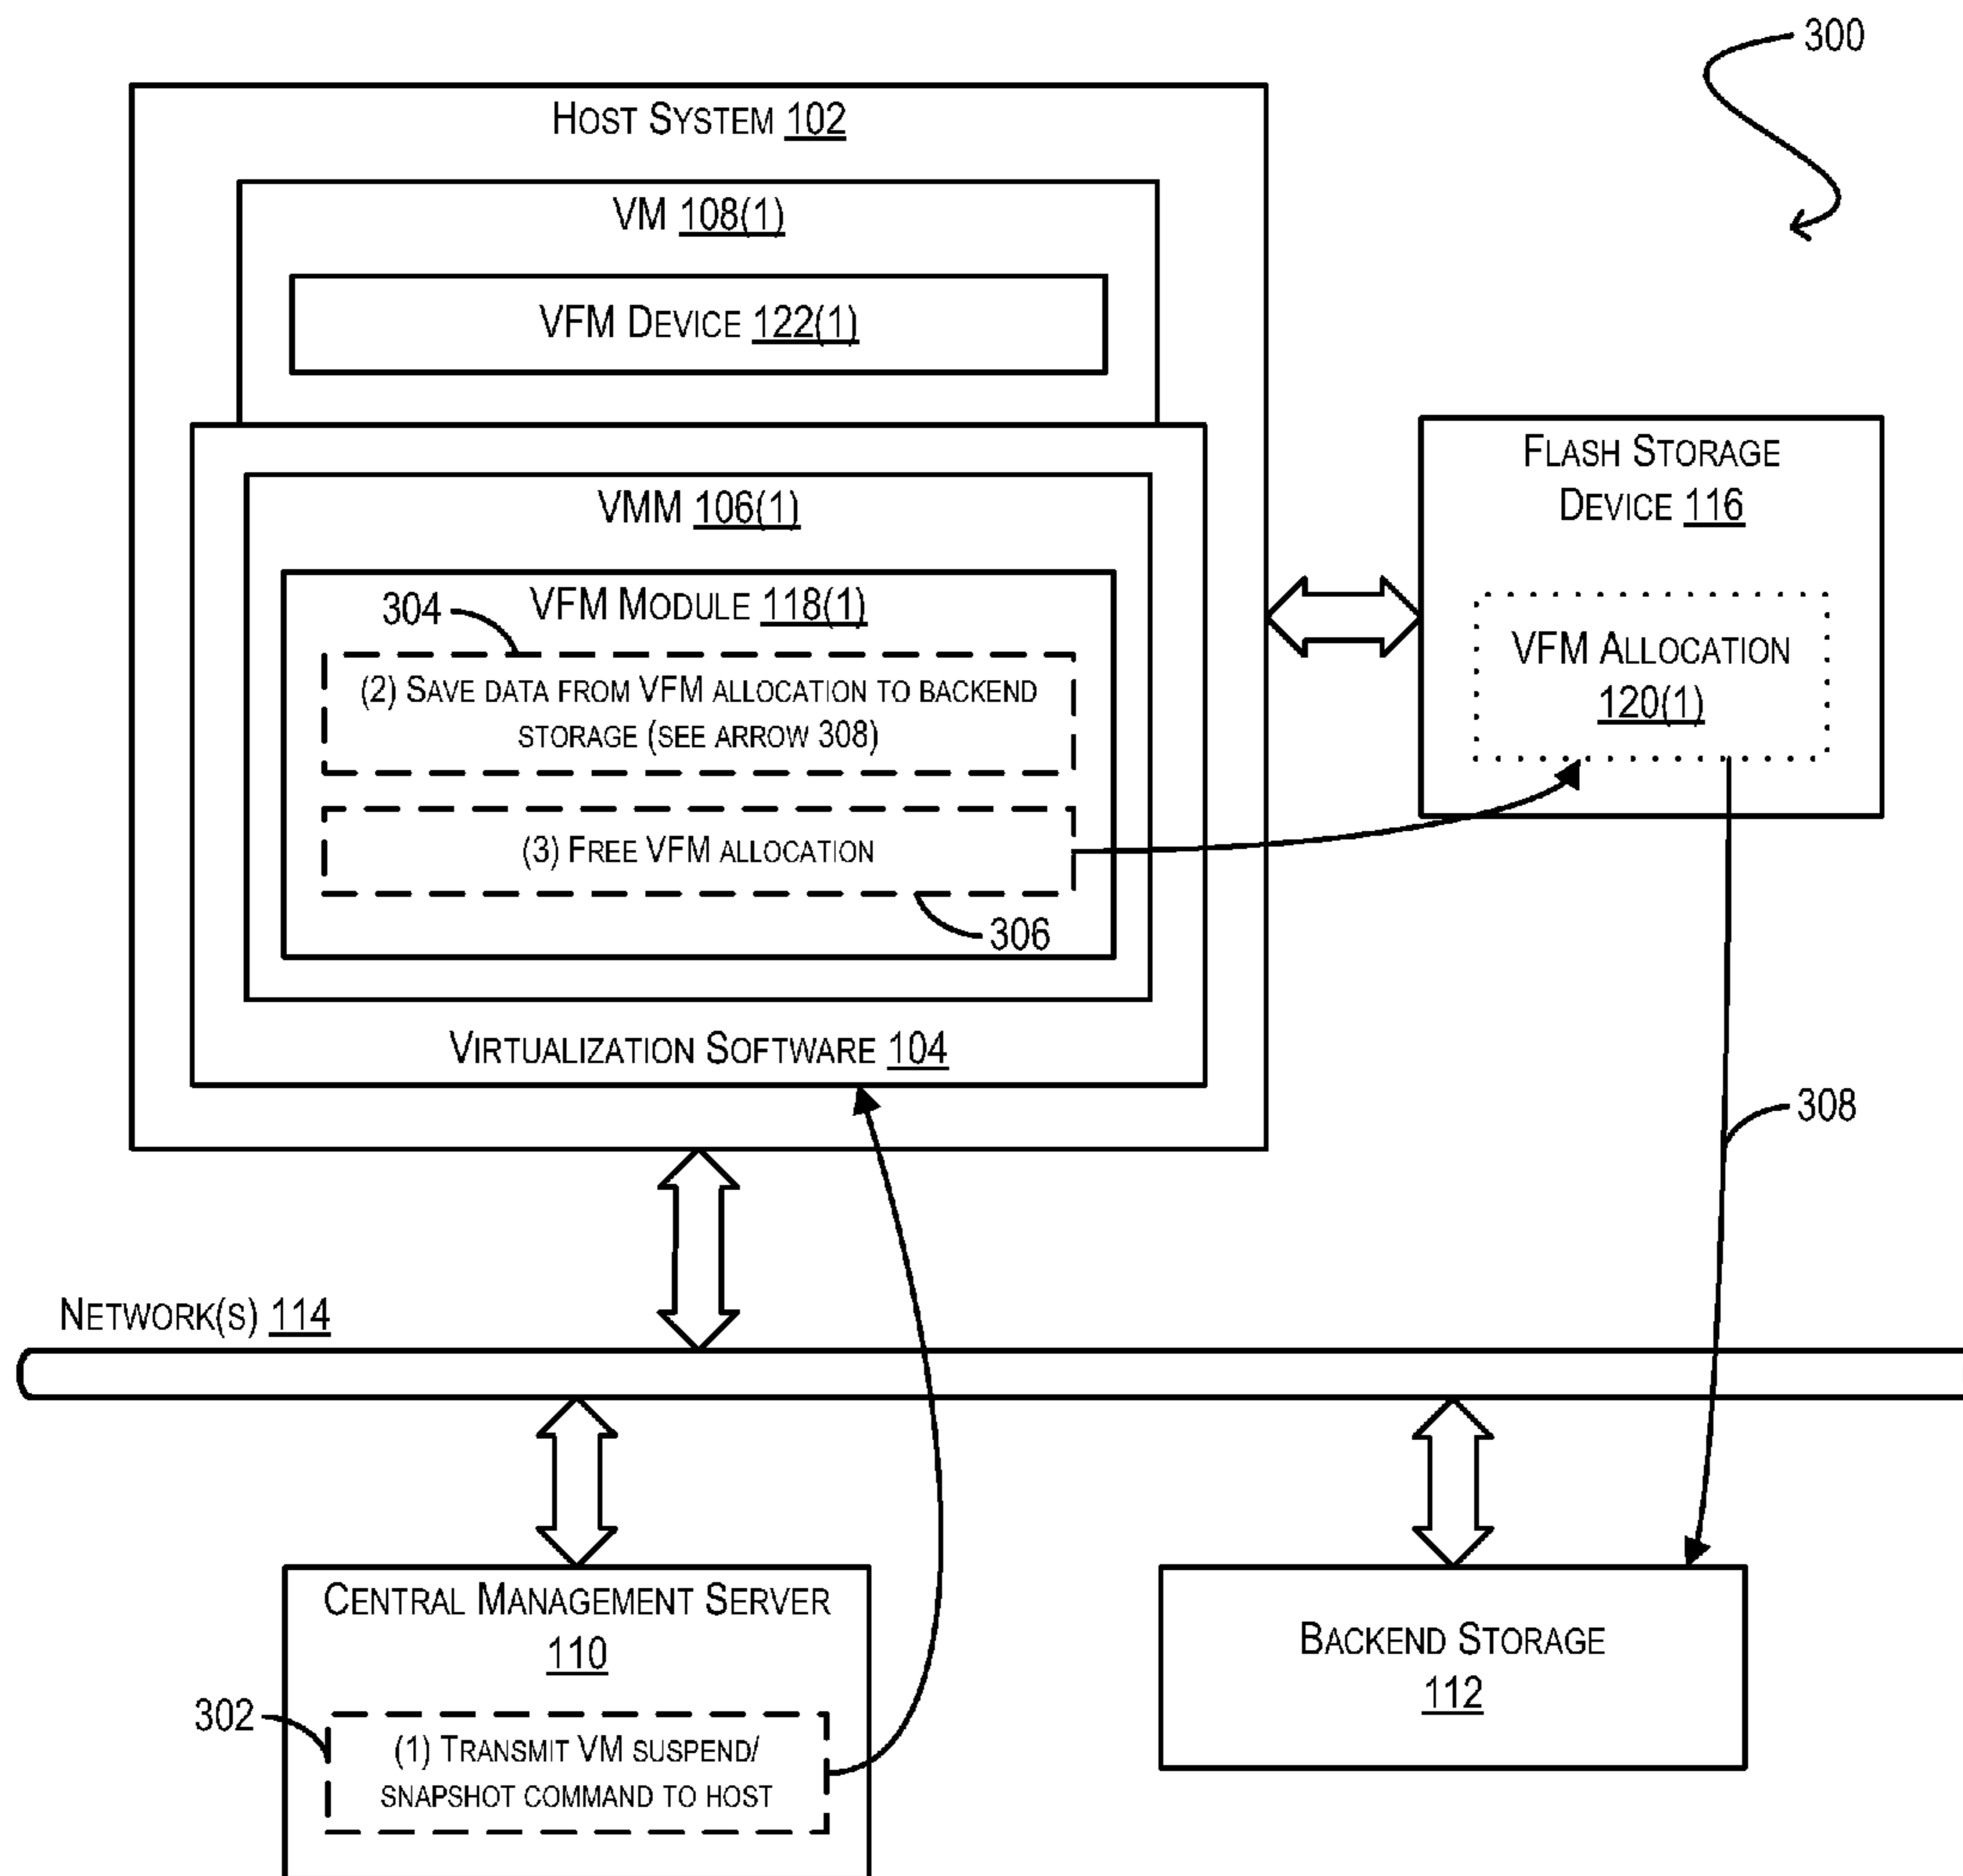 300
HOST SYSTEM 102
VM 108(1)
VFM DEVICE 122(1)
VMM 106(1)
304
VFM MODULE 118(1)
(2) SAVE DATA FROM VFM ALLOCATION TO BACKEND
STORAGE (SEE ARROW 308)
(3) FREE VFM ALLOCATION
306
VIRTUALIZATION SOFTWARE 104
FLASH STORAGE
DEVICE 116
VFM ALLOCATION
120(1)
308
NETWORK(S) 114
CENTRAL MANAGEMENT SERVER
110
302
(1) TRANSMIT VM SUSPEND/
SNAPSHOT COMMAND TO HOST
BACKEND STORAGE
112